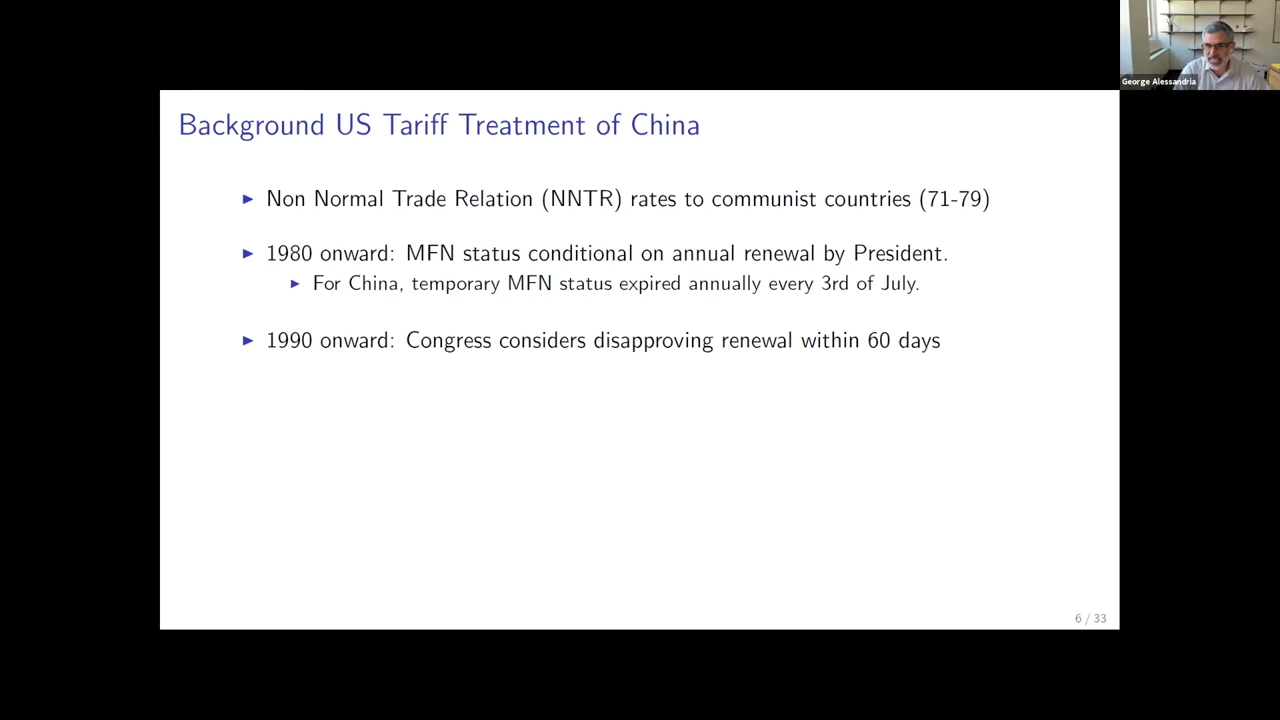 George Alessandria
Background US Tariff Treatment of China
▶ Non Normal Trade Relation (NNTR) rates to communist countries (71-79)
▶ 1980 onward: MFN status conditional on annual renewal by President.
▶ For China, temporary MFN status expired annually every 3rd of July.
▶ 1990 onward: Congress considers disapproving renewal within 60 days
6 / 33